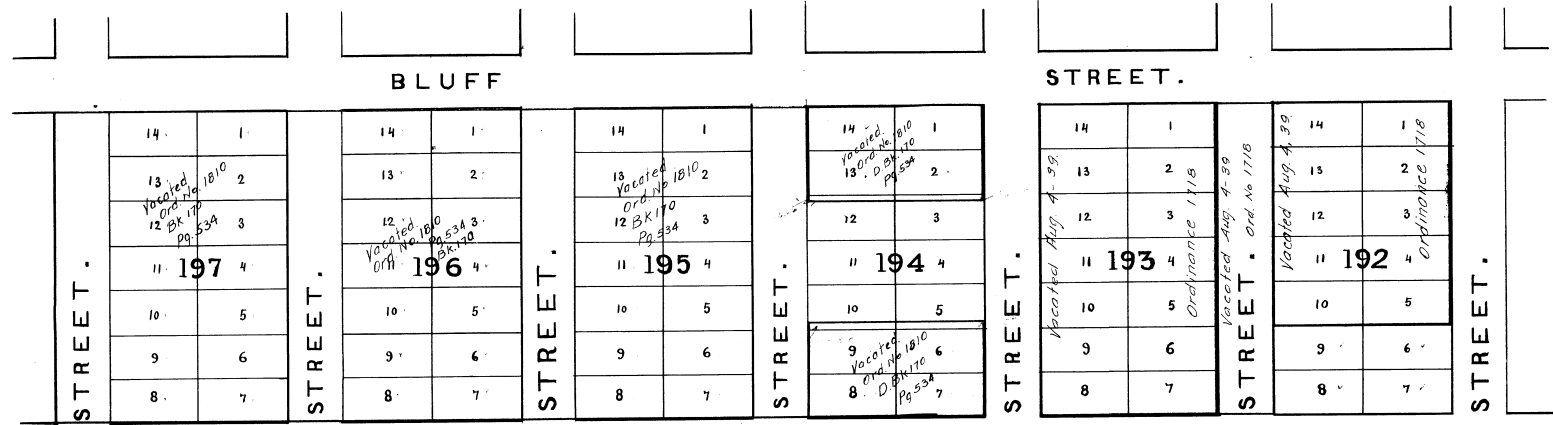 BLUFF STREET.
14 1
13 2
12 3
11 197 4
10 5
9 6
8 7
Vacated
Ord. No. 1810
Bk 170
Pg. 534
STREET.
14 1
13 2
12 3
11 196 4
10 5
9 6
8 7
Vacated
Ord. No. 1810
Pg. 534
Bk. 170
STREET.
14 1
13 2
12 3
11 195 4
10 5
9 6
8 7
Vacated
Ord. No 1810
BK 170
Pg. 534
STREET.
14 1
13 2
12 3
11 194 4
10 5
9 6
8 7
Vacated.
Ord. No. 1810
D. Bk. 170
Pg. 534
Vacated
Ord. No 1810
D. Bk 170
Pg 534
STREET.
14 1
13 2
12 3
11 193 4
10 5
9 6
8 7
Vacated Aug. 4-39.
Ordinance 1718
STREET.
Vacated Aug. 4-39
Ord. No 1718
STREET.
14 1
13 2
12 3
11 192 4
10 5
9 6
8 7
Vacated Aug. 4, 39.
Ordinance 1718
STREET.